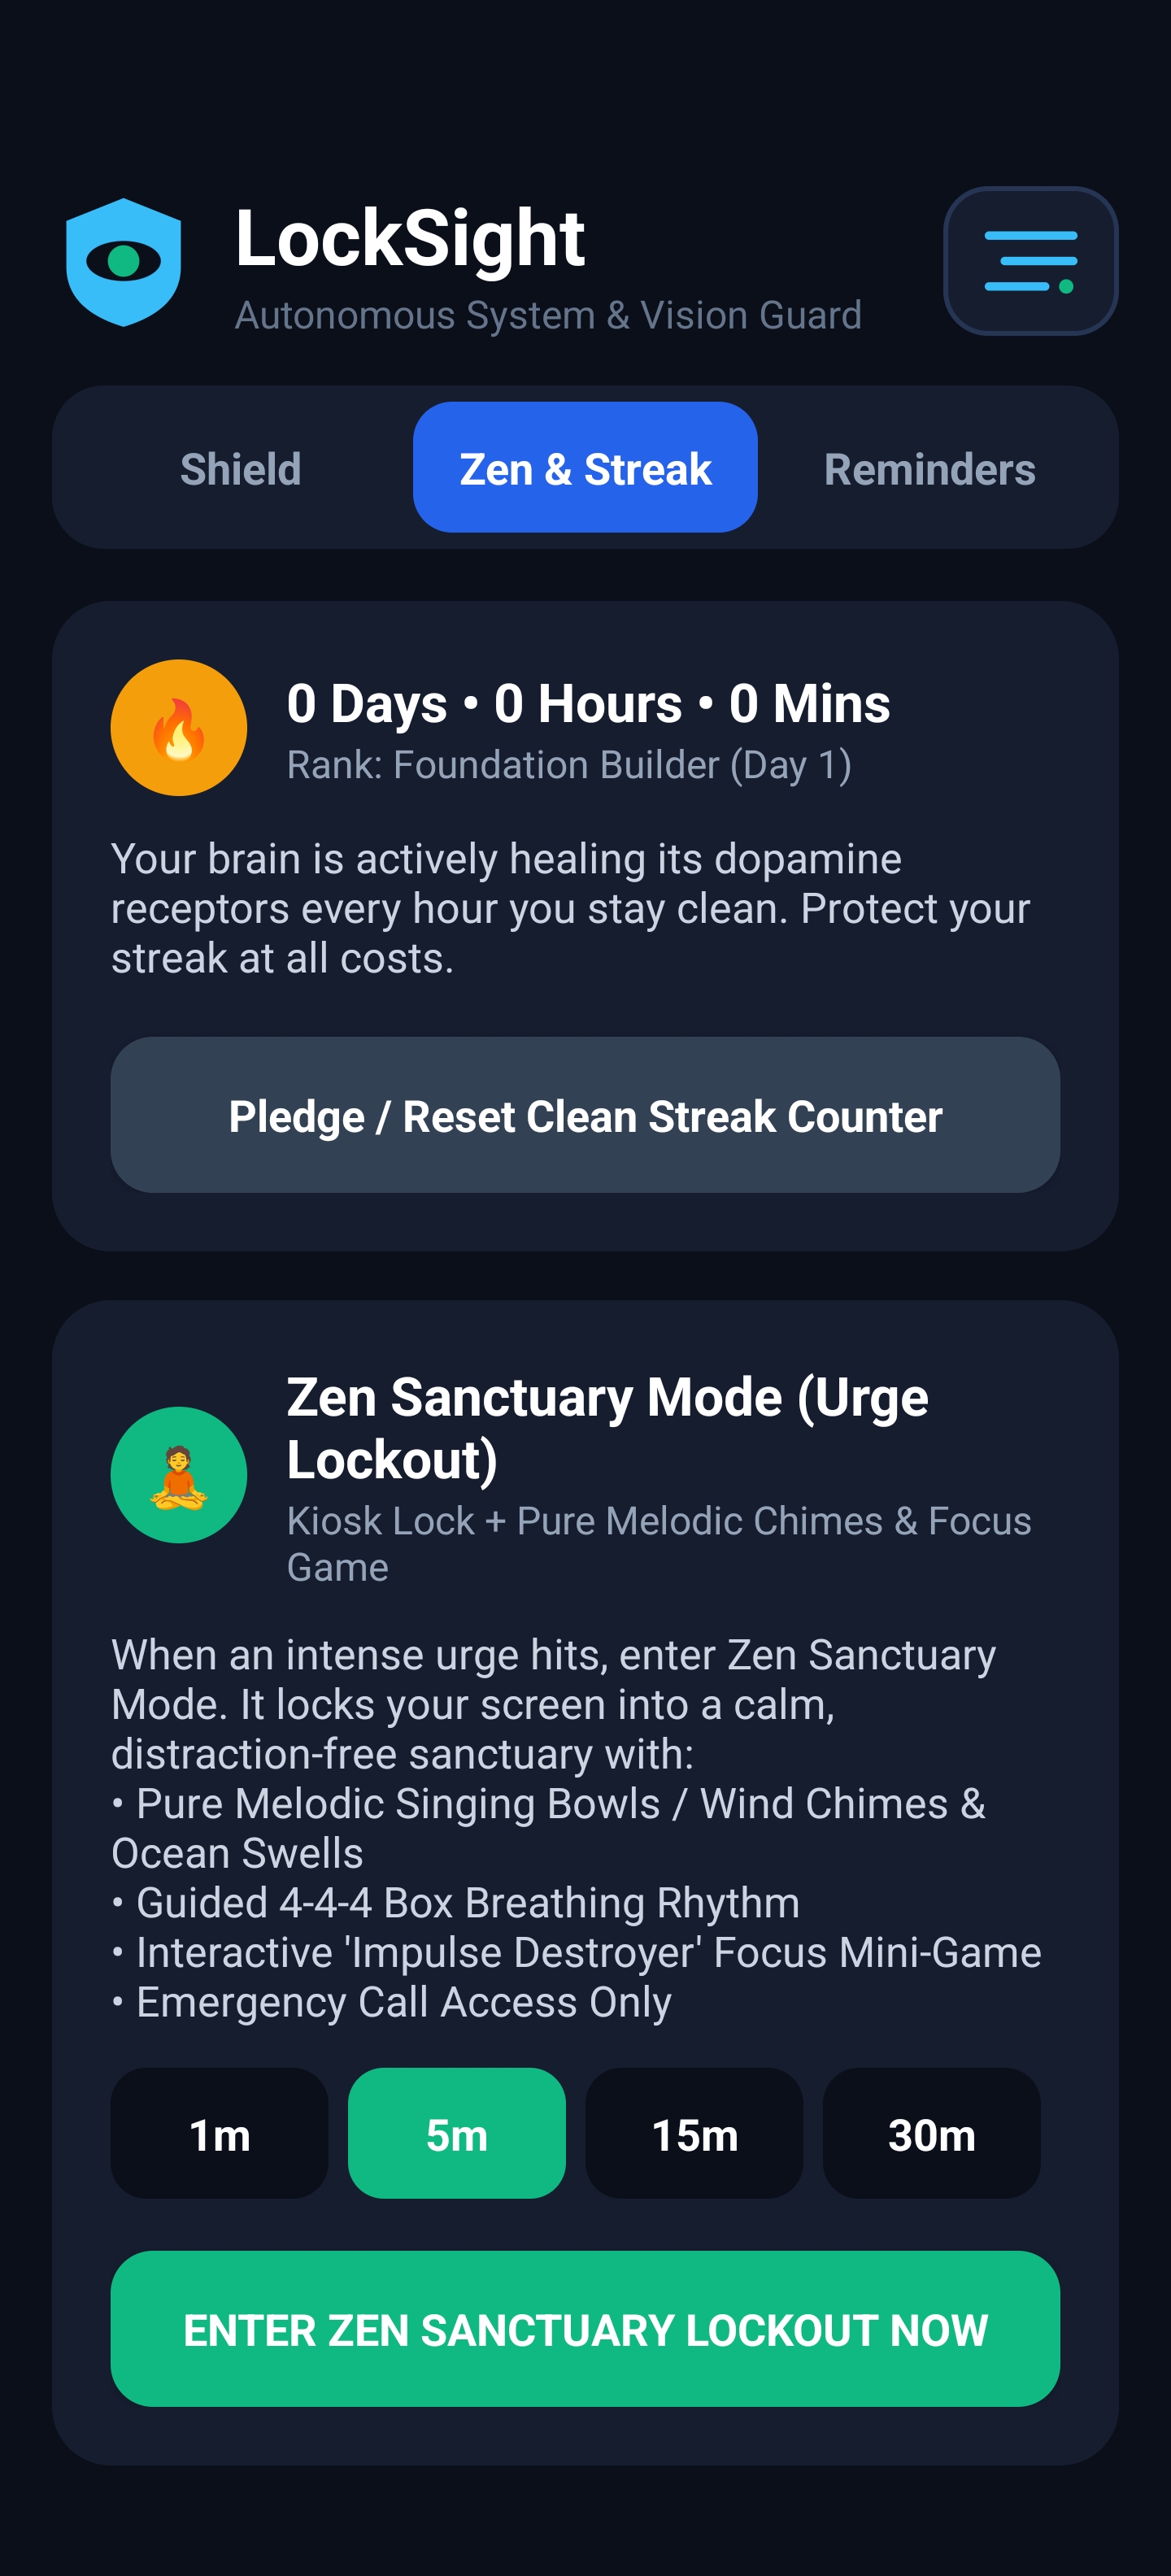 LockSight
Autonomous System & Vision Guard
Shield
Zen & Streak
Reminders
0 Days • 0 Hours • 0 Mins
Rank: Foundation Builder (Day 1)
Your brain is actively healing its dopamine
receptors every hour you stay clean. Protect your
streak at all costs.
Pledge / Reset Clean Streak Counter
Zen Sanctuary Mode (Urge
Lockout)
Kiosk Lock + Pure Melodic Chimes & Focus
Game
When an intense urge hits, enter Zen Sanctuary
Mode. It locks your screen into a calm,
distraction-free sanctuary with:
• Pure Melodic Singing Bowls / Wind Chimes &
Ocean Swells
• Guided 4-4-4 Box Breathing Rhythm
• Interactive 'Impulse Destroyer' Focus Mini-Game
• Emergency Call Access Only
1m
5m
15m
30m
ENTER ZEN SANCTUARY LOCKOUT NOW